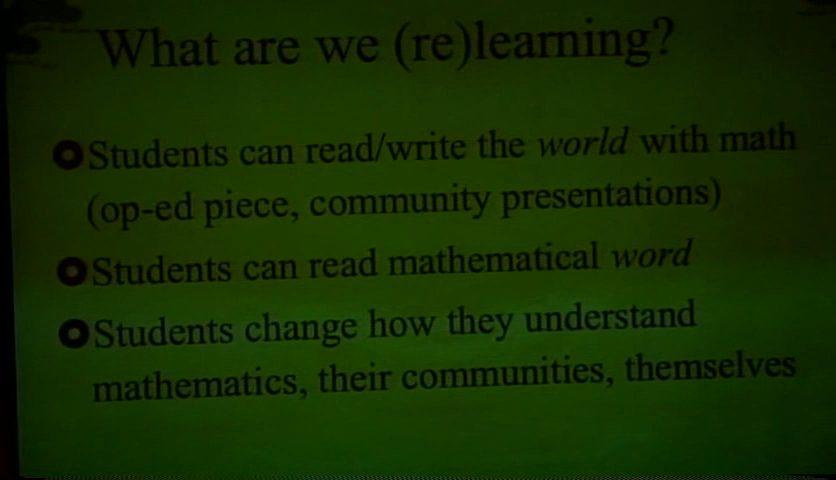 What are we (re)learning?
Students can read/write the world with math
(op-ed piece, community presentations)
Students can read mathematical word
Students change how they understand
mathematics, their communities, themselves